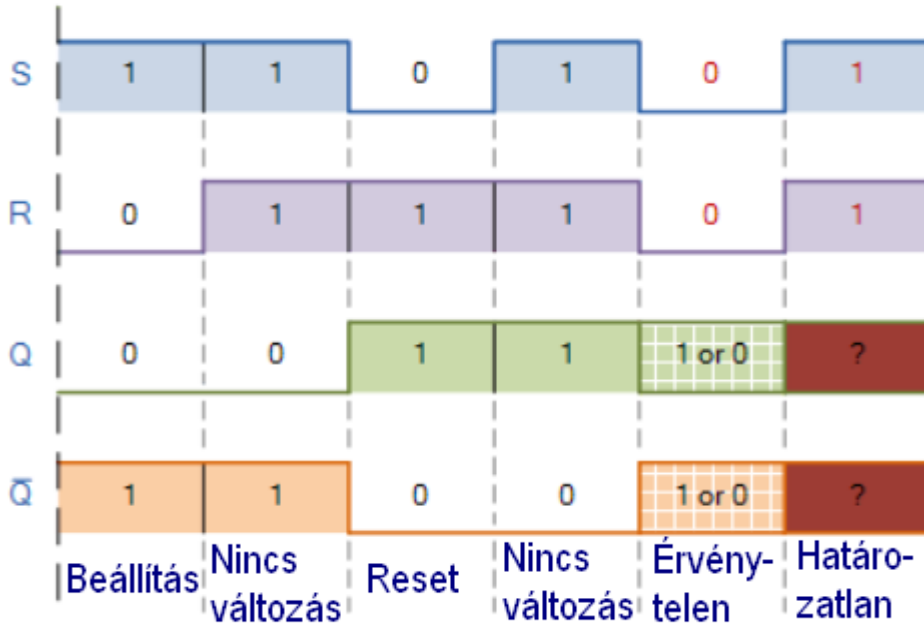 S 1 1 0 1 0 1
R 0 1 1 1 0 1
Q 0 0 1 1 1 or 0 ?
Q̅ 1 1 0 0 1 or 0 ?
Beállítás Nincs változás Reset Nincs változás Érvény-telen Határo-zatlan